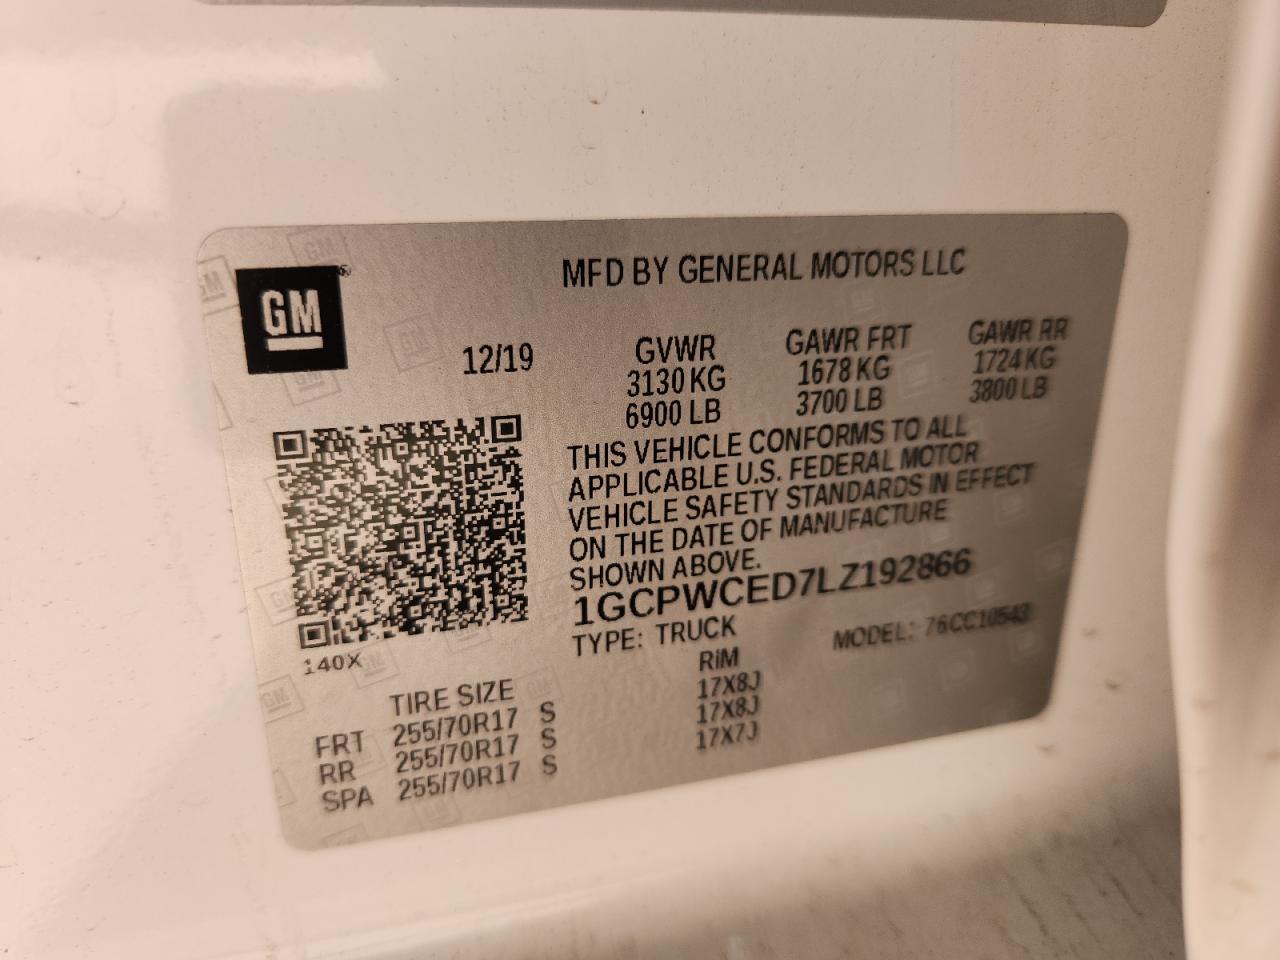 GM
MFD BY GENERAL MOTORS LLC
12/19 GVWR GAWR FRT GAWR RR
3130 KG 1678 KG 1724 KG
6900 LB 3700 LB 3800 LB
THIS VEHICLE CONFORMS TO ALL
APPLICABLE U.S. FEDERAL MOTOR
VEHICLE SAFETY STANDARDS IN EFFECT
ON THE DATE OF MANUFACTURE
SHOWN ABOVE.
1GCPWCED7LZ192866
TYPE: TRUCK MODEL: 76CC10543
140X
TIRE SIZE RIM
FRT 255/70R17 S 17X8J
RR 255/70R17 S 17X8J
SPA 255/70R17 S 17X7J